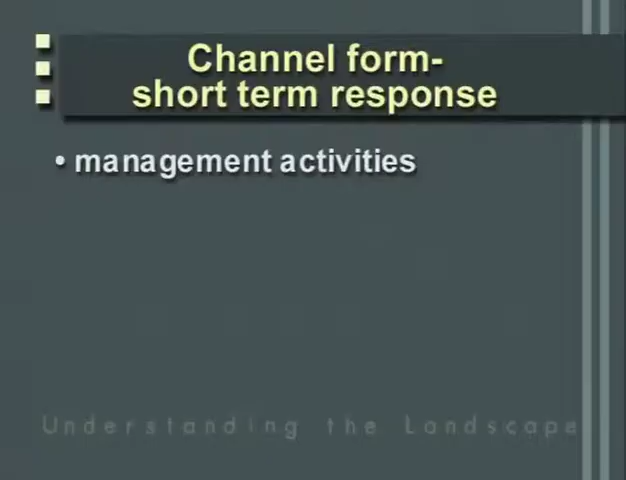 Channel form-
short term response
• management activities
Understanding the Landscape